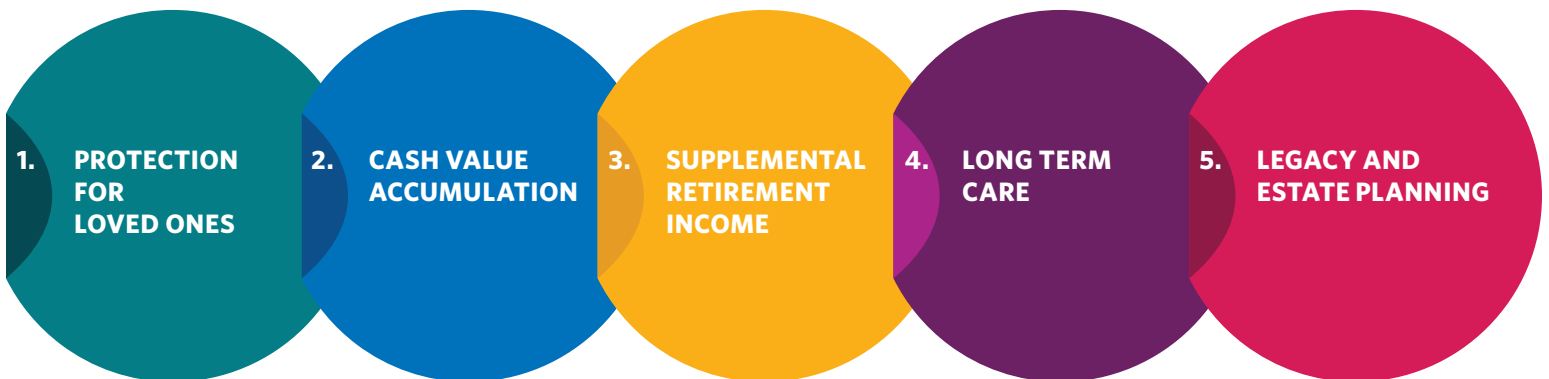 1. PROTECTION
FOR
LOVED ONES
2. CASH VALUE
ACCUMULATION
3. SUPPLEMENTAL
RETIREMENT
INCOME
4. LONG TERM
CARE
5. LEGACY AND
ESTATE PLANNING